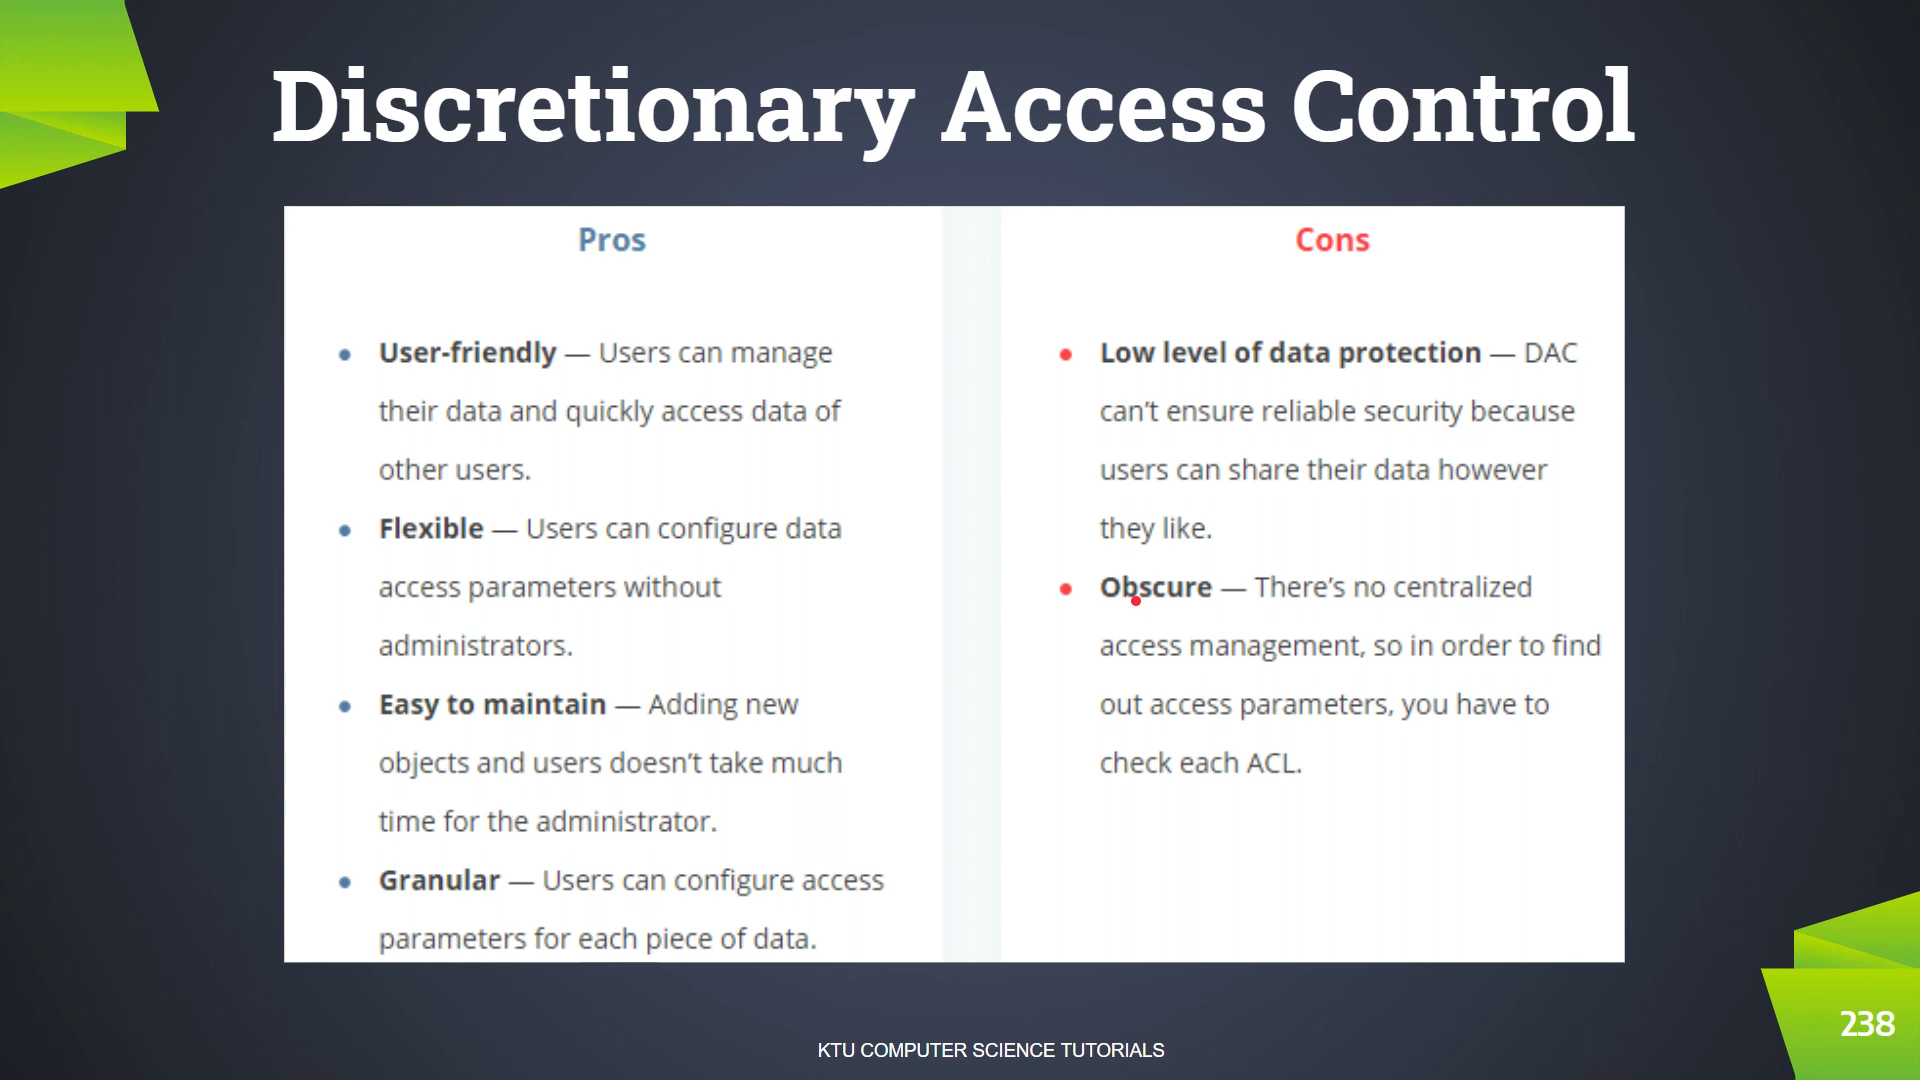 Discretionary Access Control
Pros
• User-friendly — Users can manage
their data and quickly access data of
other users.
• Flexible — Users can configure data
access parameters without
administrators.
• Easy to maintain — Adding new
objects and users doesn’t take much
time for the administrator.
• Granular — Users can configure access
parameters for each piece of data.
Cons
• Low level of data protection — DAC
can’t ensure reliable security because
users can share their data however
they like.
• Obscure — There’s no centralized
access management, so in order to find
out access parameters, you have to
check each ACL.
KTU COMPUTER SCIENCE TUTORIALS
238